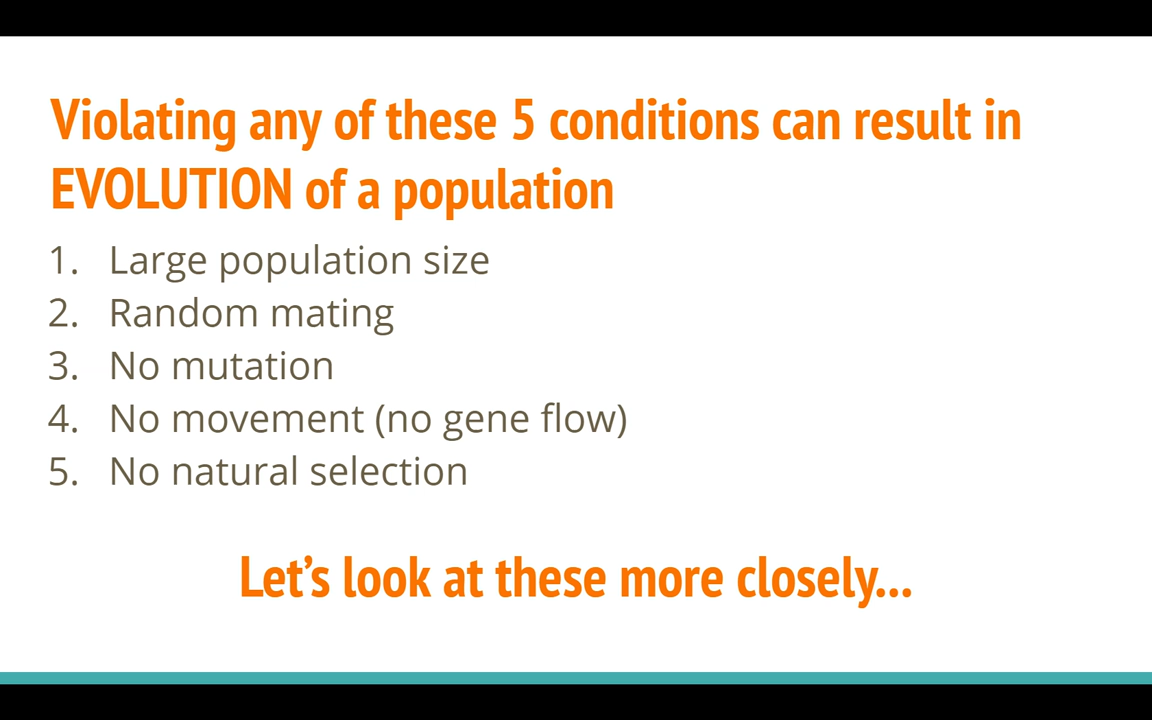 Violating any of these 5 conditions can result in
EVOLUTION of a population
1. Large population size
2. Random mating
3. No mutation
4. No movement (no gene flow)
5. No natural selection
Let’s look at these more closely...